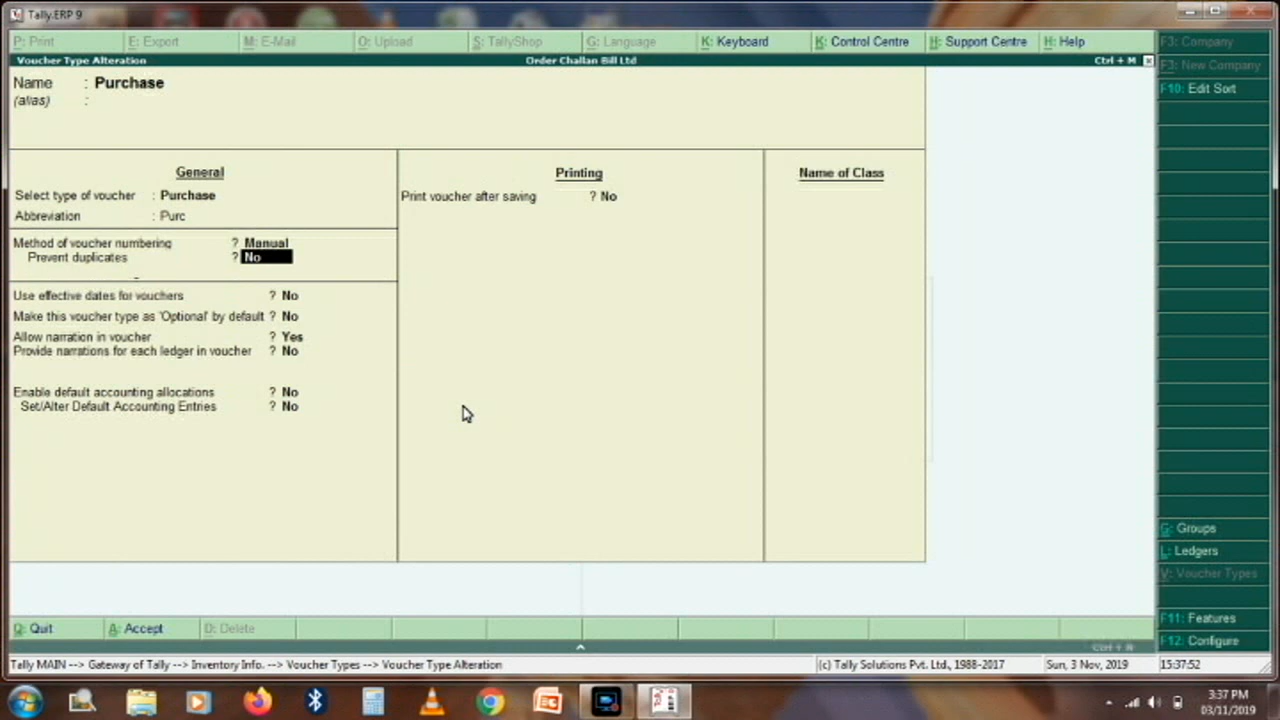 Tally.ERP 9
P: Print
E: Export
M: E-Mail
O: Upload
S: TallyShop
G: Language
K: Keyboard
K: Control Centre
H: Support Centre
H: Help
F3: Company
Voucher Type Alteration
Order Challan Bill Ltd
Ctrl + M
F3: New Company
Name : Purchase
F10: Edit Sort
(alias) :
General
Printing
Name of Class
Select type of voucher : Purchase
Print voucher after saving ? No
Abbreviation : Purc
Method of voucher numbering ? Manual
Prevent duplicates ? No
Use effective dates for vouchers ? No
Make this voucher type as 'Optional' by default ? No
Allow narration in voucher ? Yes
Provide narrations for each ledger in voucher ? No
Enable default accounting allocations ? No
Set/Alter Default Accounting Entries ? No
G: Groups
L: Ledgers
V: Voucher Types
F11: Features
Q: Quit
A: Accept
D: Delete
F12: Configure
Ctrl + N
Tally MAIN --> Gateway of Tally --> Inventory Info. --> Voucher Types --> Voucher Type Alteration
(c) Tally Solutions Pvt. Ltd., 1988-2017
Sun, 3 Nov, 2019
15:37:52
3:37 PM
03/11/2019